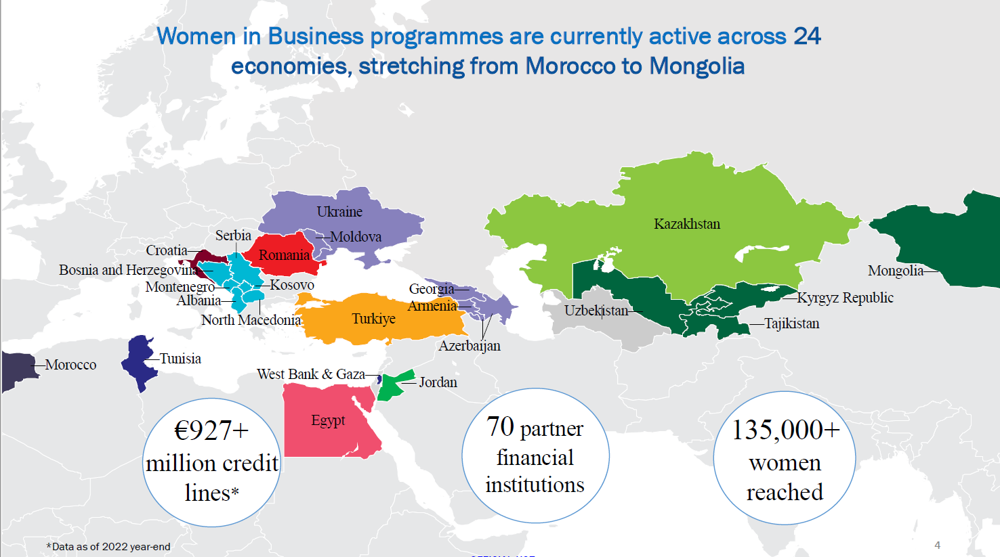 Women in Business programmes are currently active across 24
economies, stretching from Morocco to Mongolia
Ukraine
Kazakhstan
Serbia
Moldova
Croatia
Romania
Bosnia and Herzegovina
Mongolia
Montenegro
Kosovo
Georgia
Albania
Kyrgyz Republic
Armenia
Uzbekistan
North Macedonia
Turkiye
Tajikistan
Azerbaijan
Tunisia
Morocco
West Bank & Gaza
Jordan
Egypt
€927+
million credit
lines*
70 partner
financial
institutions
135,000+
women
reached
*Data as of 2022 year-end
4